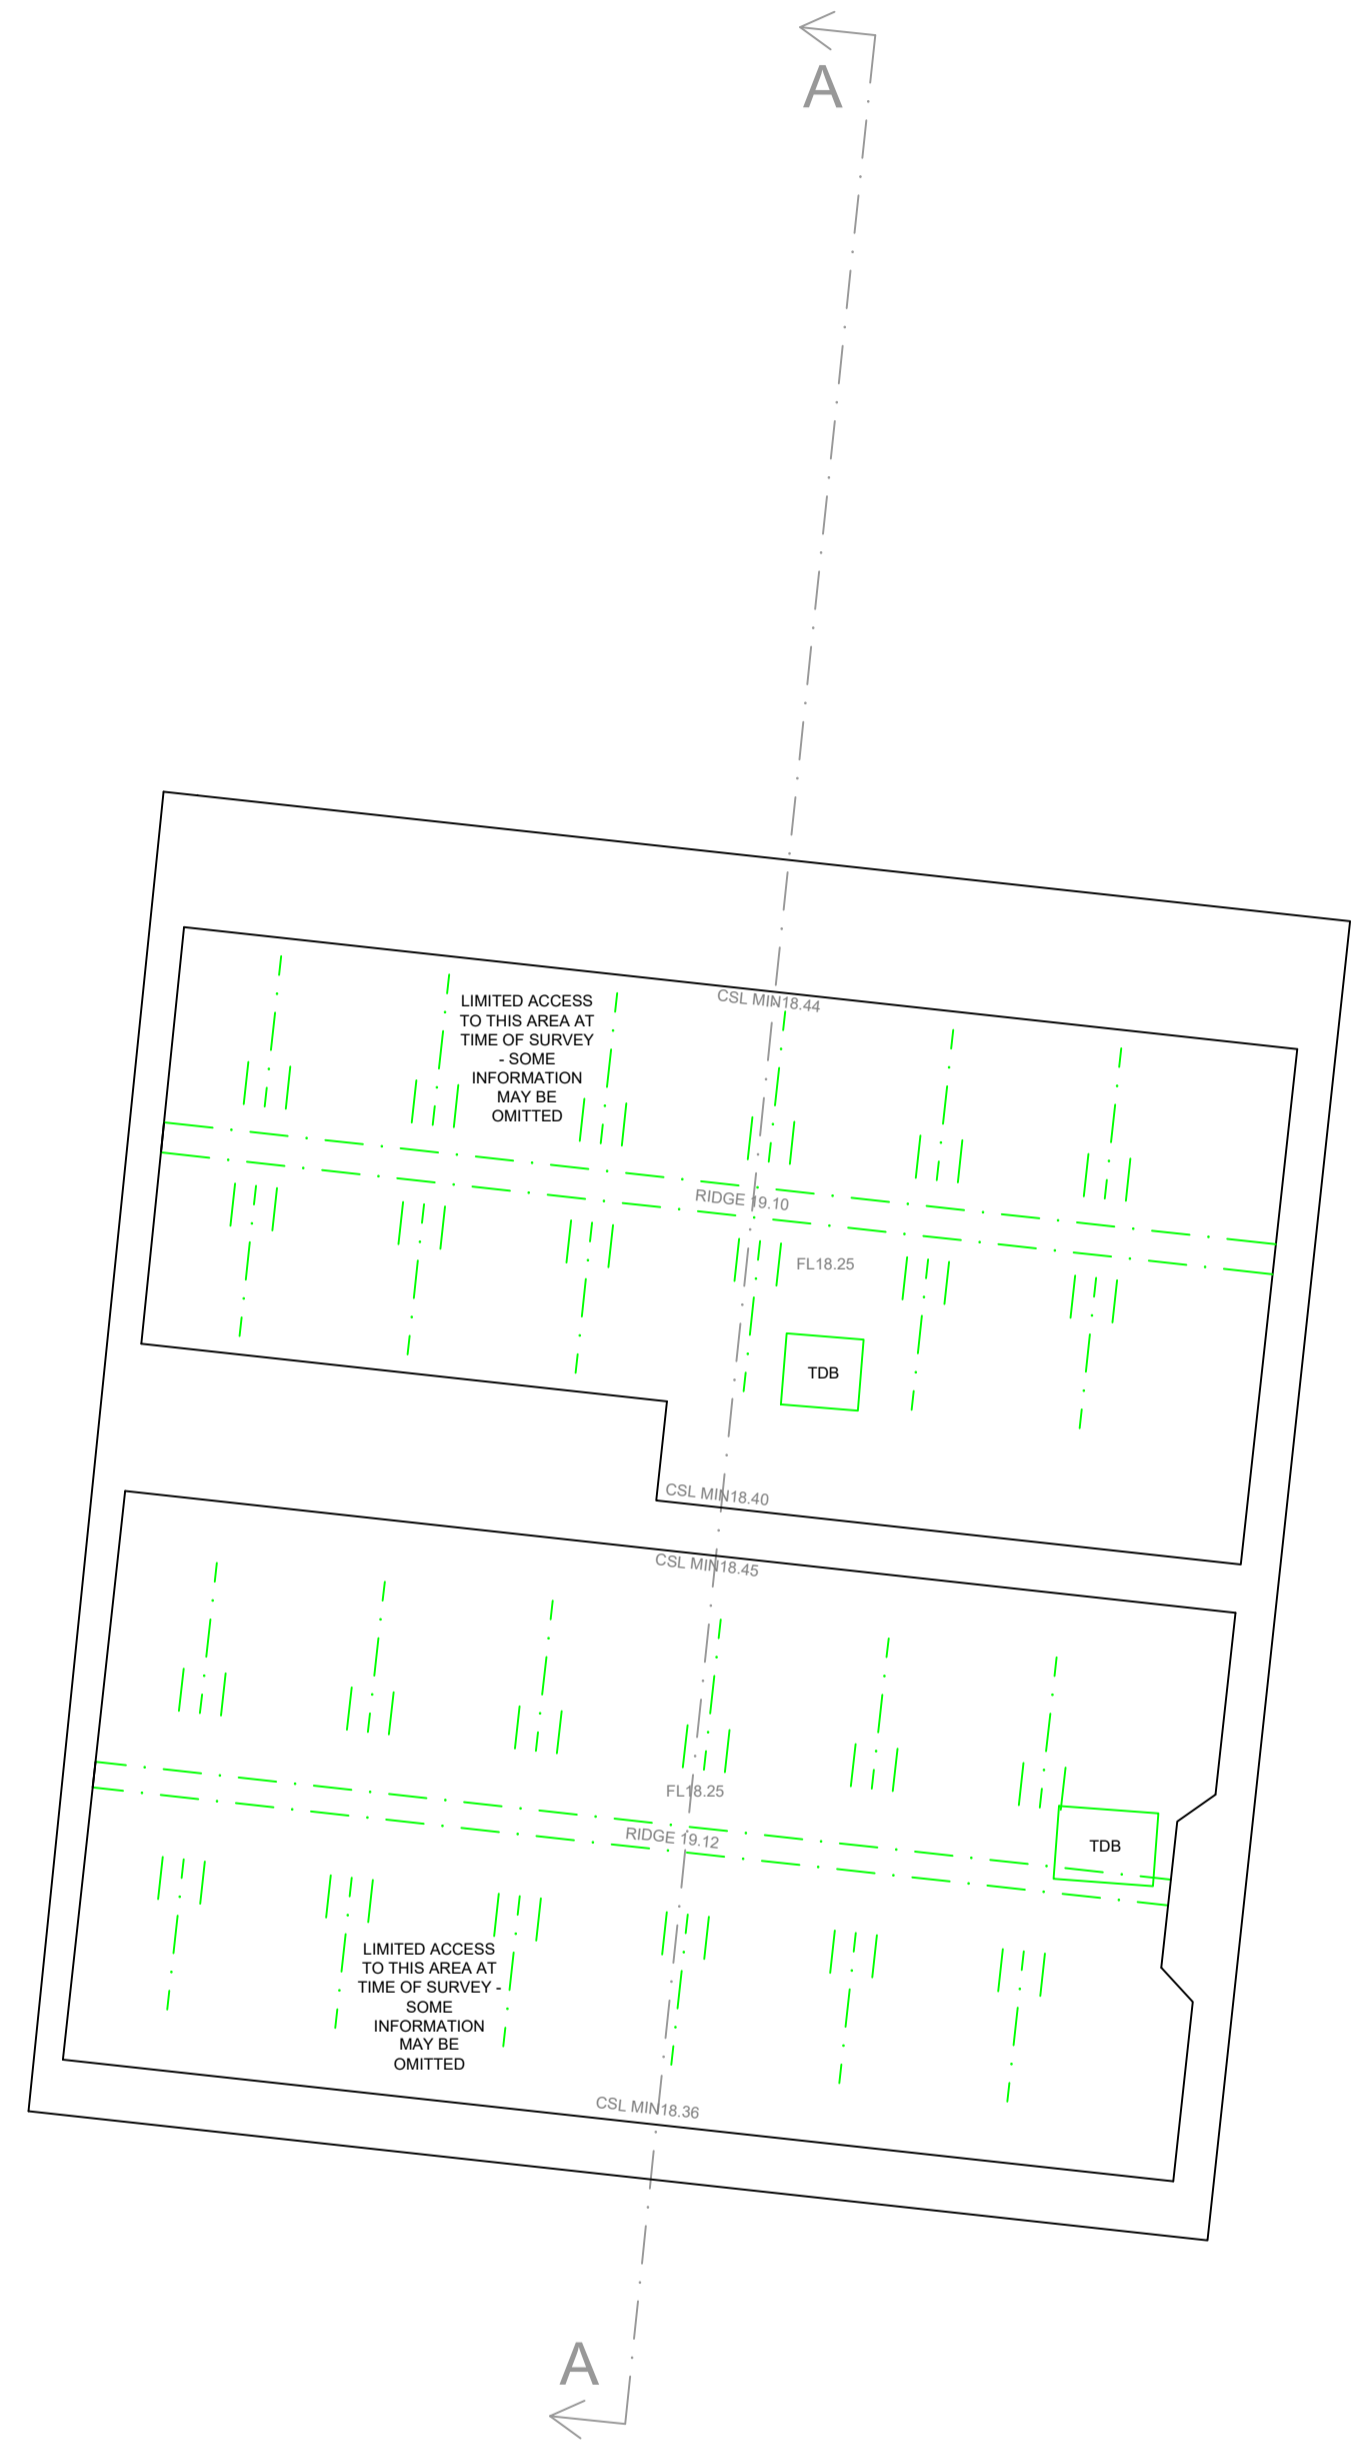 A
CSL MIN18.44
LIMITED ACCESS
TO THIS AREA AT
TIME OF SURVEY
- SOME
INFORMATION
MAY BE
OMITTED
RIDGE 19.10
FL18.25
TDB
CSL MIN18.40
CSL MIN18.45
FL18.25
RIDGE 19.12
TDB
LIMITED ACCESS
TO THIS AREA AT
TIME OF SURVEY -
SOME
INFORMATION
MAY BE
OMITTED
CSL MIN18.36
A